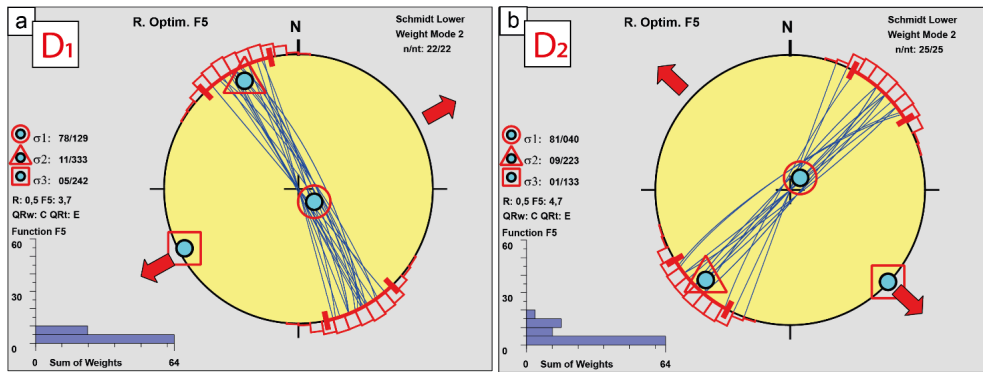 a
D1
R. Optim. F5
N
Schmidt Lower
Weight Mode 2
n/nt: 22/22
σ1: 78/129
σ2: 11/333
σ3: 05/242
R: 0,5 F5: 3,7
QRw: C QRt: E
Function F5
60
30
0
0 Sum of Weights 64
b
D2
R. Optim. F5
N
Schmidt Lower
Weight Mode 2
n/nt: 25/25
σ1: 81/040
σ2: 09/223
σ3: 01/133
R: 0,5 F5: 4,7
QRw: C QRt: E
Function F5
60
30
0
0 Sum of Weights 64